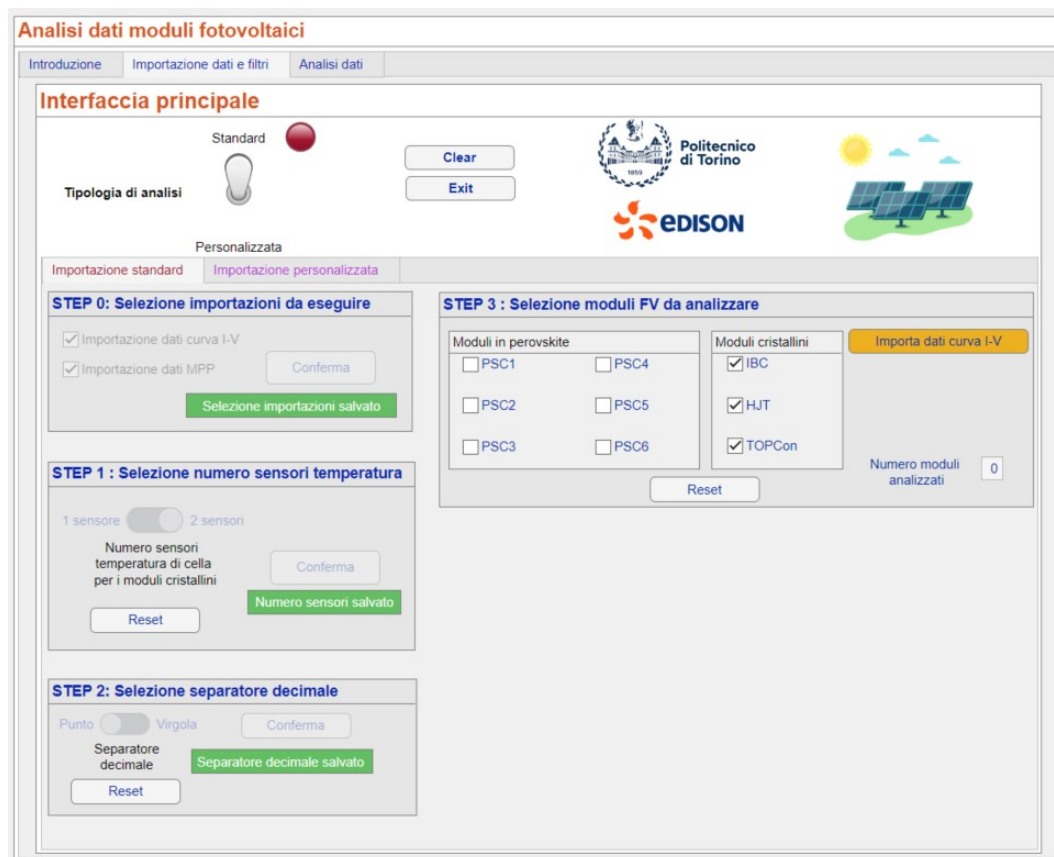 Analisi dati moduli fotovoltaici
Introduzione
Importazione dati e filtri
Analisi dati
Interfaccia principale
Standard
Tipologia di analisi
Personalizzata
Clear
Exit
1859
Politecnico
di Torino
eDISON
Importazione standard
Importazione personalizzata
STEP 0: Selezione importazioni da eseguire
Importazione dati curva I-V
Importazione dati MPP
Conferma
Selezione importazioni salvato
STEP 1 : Selezione numero sensori temperatura
1 sensore
2 sensori
Numero sensori
temperatura di cella
per i moduli cristallini
Conferma
Numero sensori salvato
Reset
STEP 2: Selezione separatore decimale
Punto
Virgola
Conferma
Separatore
decimale
Separatore decimale salvato
Reset
STEP 3 : Selezione moduli FV da analizzare
Moduli in perovskite
PSC1
PSC4
PSC2
PSC5
PSC3
PSC6
Moduli cristallini
IBC
HJT
TOPCon
Importa dati curva I-V
Numero moduli
analizzati
0
Reset